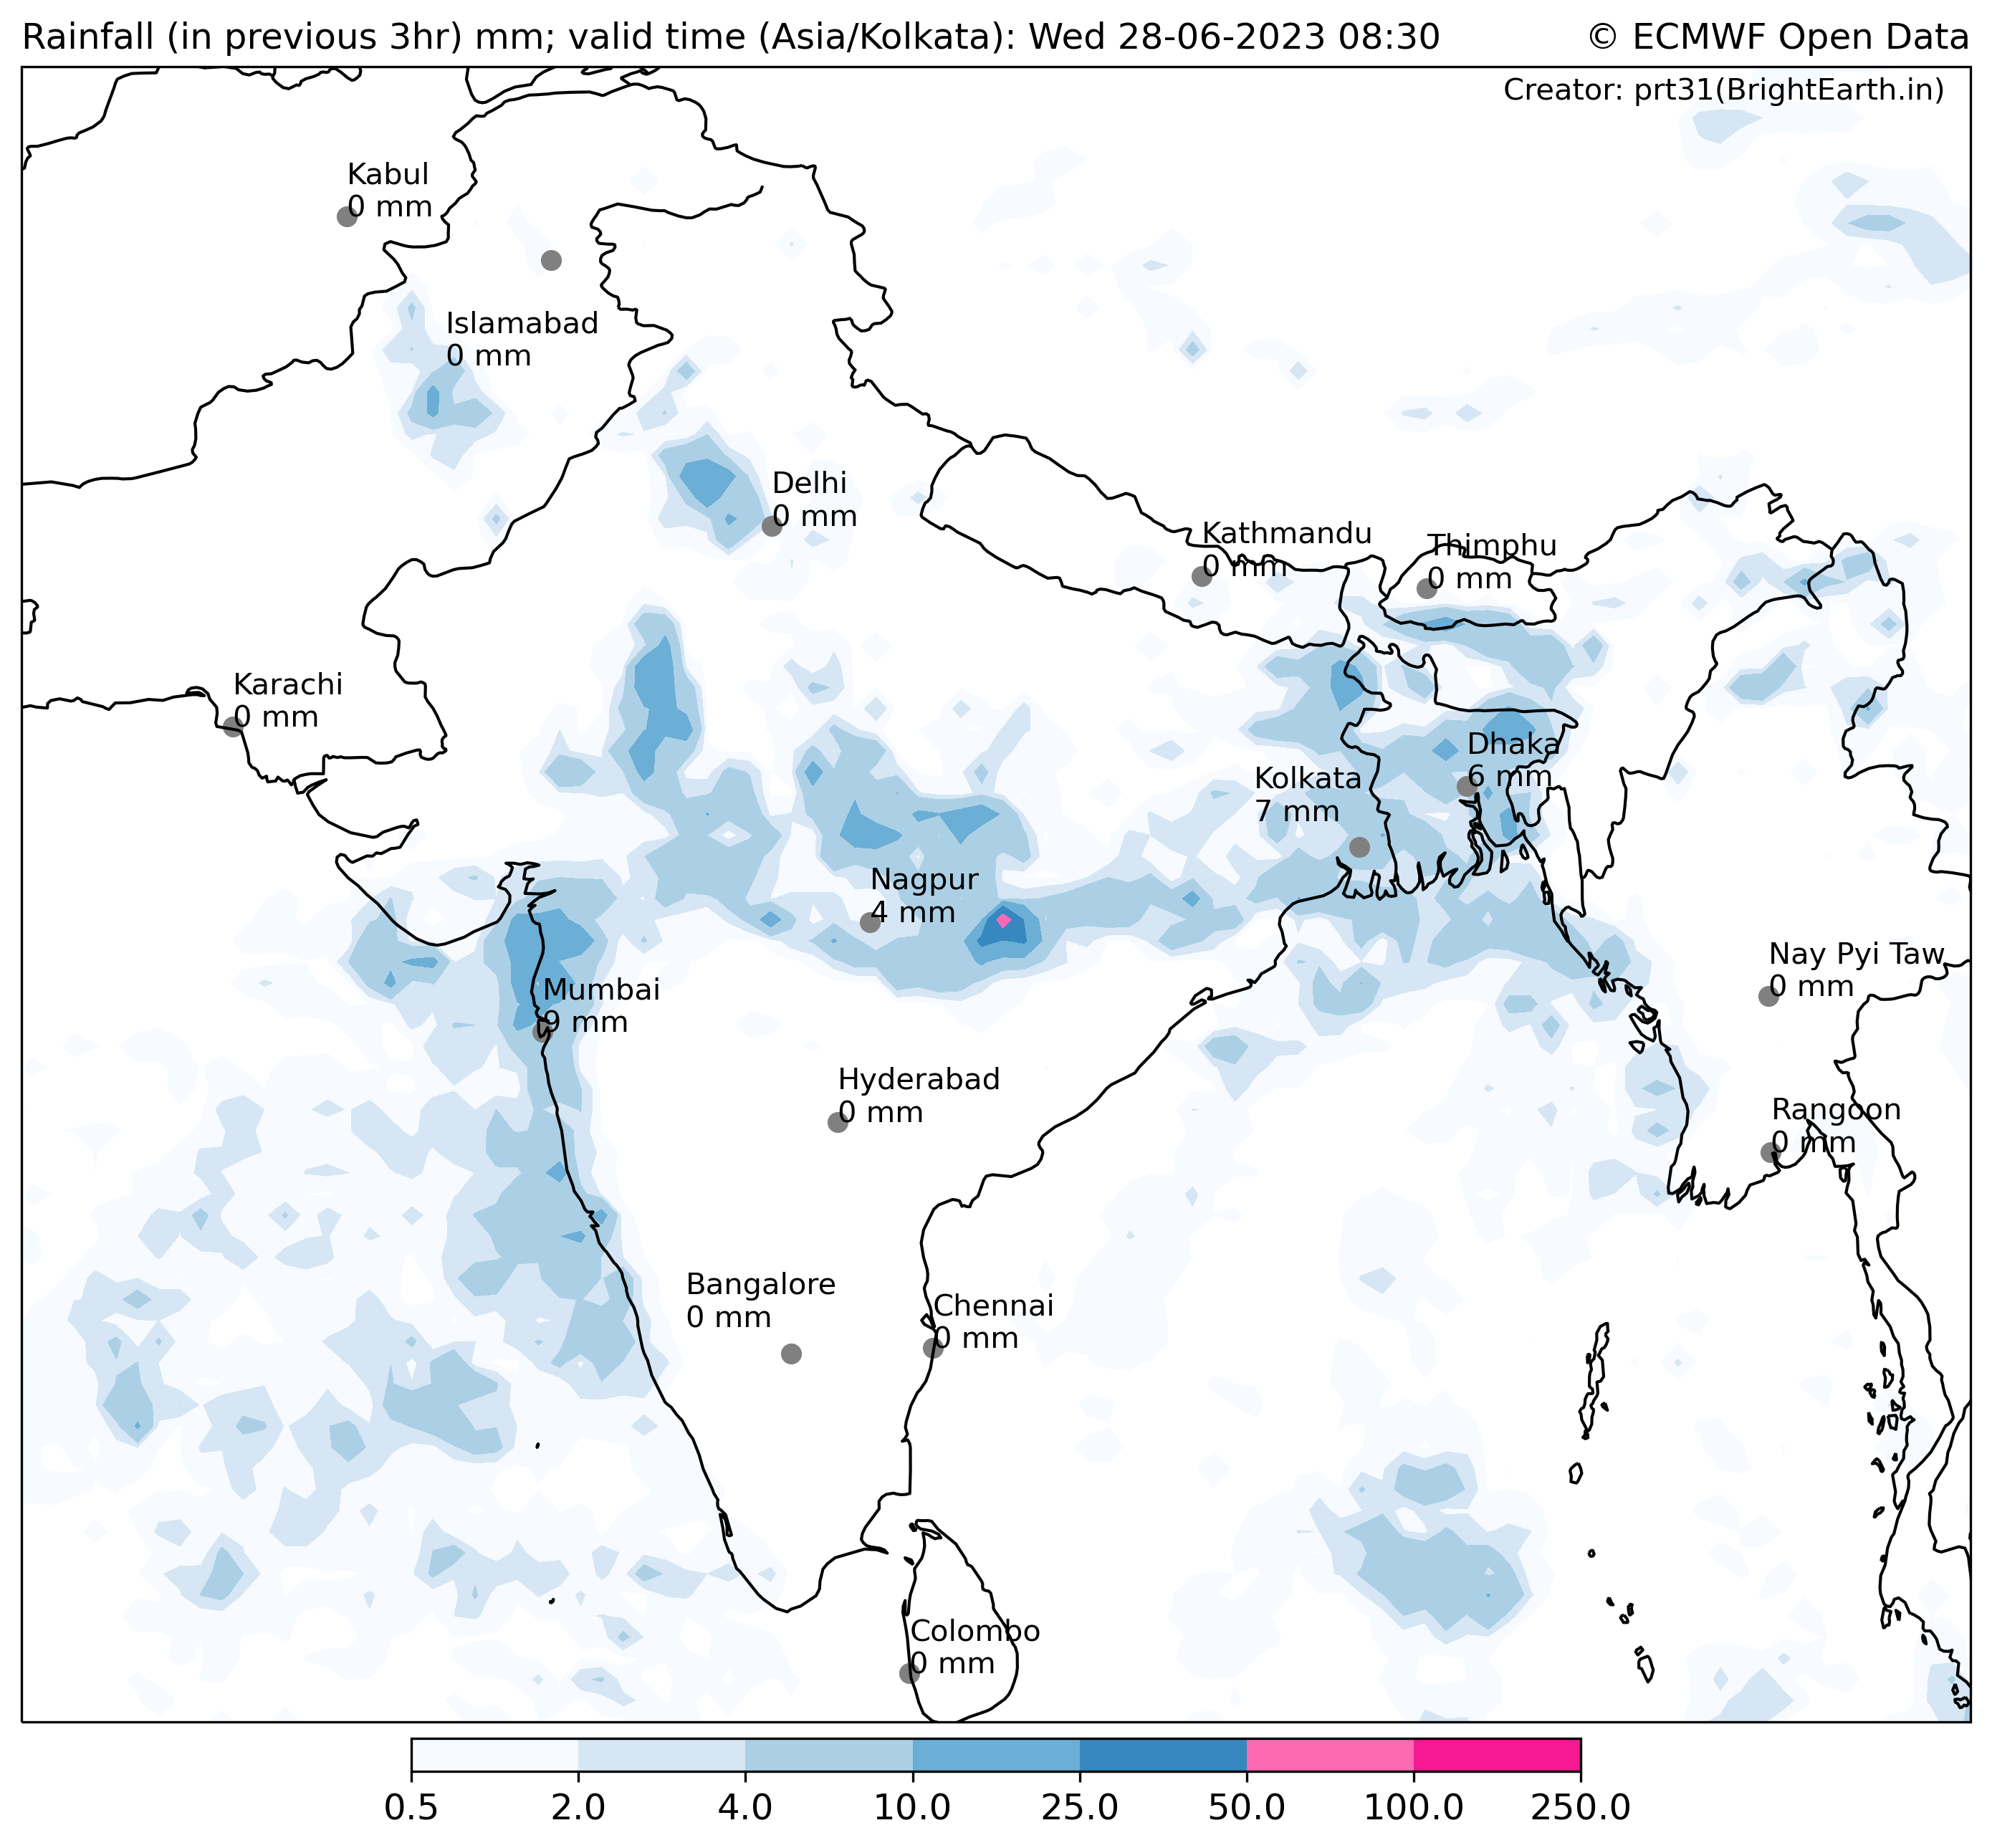 Rainfall (in previous 3hr) mm; valid time (Asia/Kolkata): Wed 28-06-2023 08:30
© ECMWF Open Data
Creator: prt31(BrightEarth.in)
Kabul
0 mm
Islamabad
0 mm
Delhi
0 mm
Kathmandu
0 mm
Thimphu
0 mm
Karachi
0 mm
Dhaka
6 mm
Kolkata
7 mm
Nagpur
4 mm
Nay Pyi Taw
0 mm
Mumbai
9 mm
Hyderabad
0 mm
Rangoon
0 mm
Bangalore
0 mm
Chennai
0 mm
Colombo
0 mm
0.5 2.0 4.0 10.0 25.0 50.0 100.0 250.0